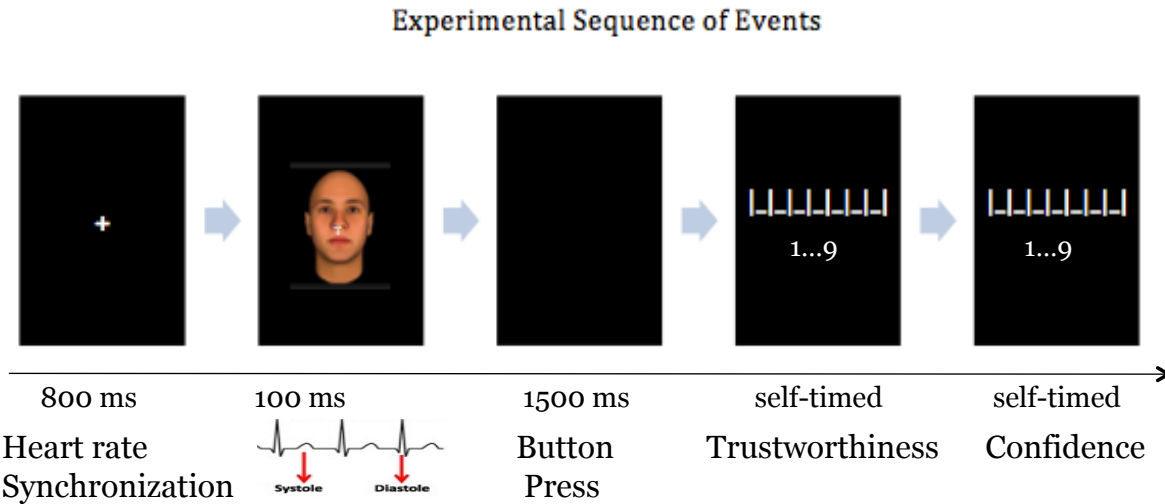 Experimental Sequence of Events
+
1...9
1...9
800 ms
100 ms
1500 ms
self-timed
self-timed
Heart rate
Synchronization
Systole
Diastole
Button
Press
Trustworthiness
Confidence